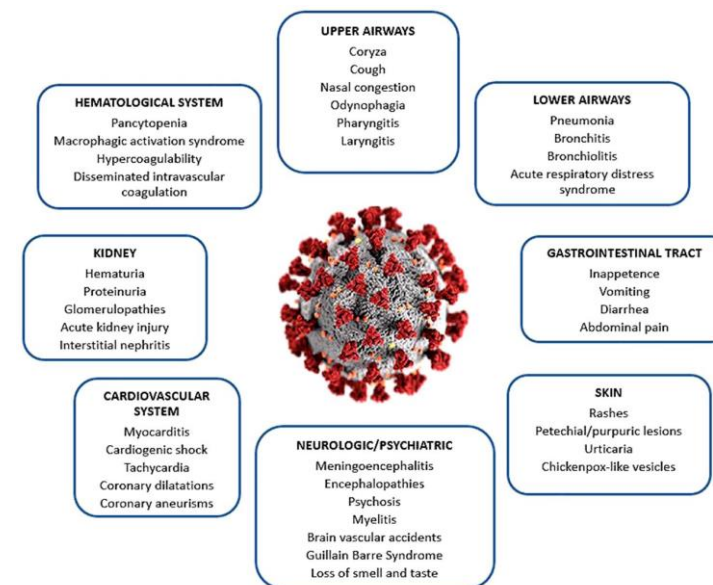 UPPER AIRWAYS
Coryza
Cough
Nasal congestion
Odynophagia
Pharyngitis
Laryngitis
HEMATOLOGICAL SYSTEM
Pancytopenia
Macrophagic activation syndrome
Hypercoagulability
Disseminated intravascular
coagulation
LOWER AIRWAYS
Pneumonia
Bronchitis
Bronchiolitis
Acute respiratory distress
syndrome
KIDNEY
Hematuria
Proteinuria
Glomerulopathies
Acute kidney injury
Interstitial nephritis
GASTROINTESTINAL TRACT
Inappetence
Vomiting
Diarrhea
Abdominal pain
CARDIOVASCULAR
SYSTEM
Myocarditis
Cardiogenic shock
Tachycardia
Coronary dilatations
Coronary aneurisms
NEUROLOGIC/PSYCHIATRIC
Meningoencephalitis
Encephalopathies
Psychosis
Myelitis
Brain vascular accidents
Guillain Barre Syndrome
Loss of smell and taste
SKIN
Rashes
Petechial/purpuric lesions
Urticaria
Chickenpox-like vesicles